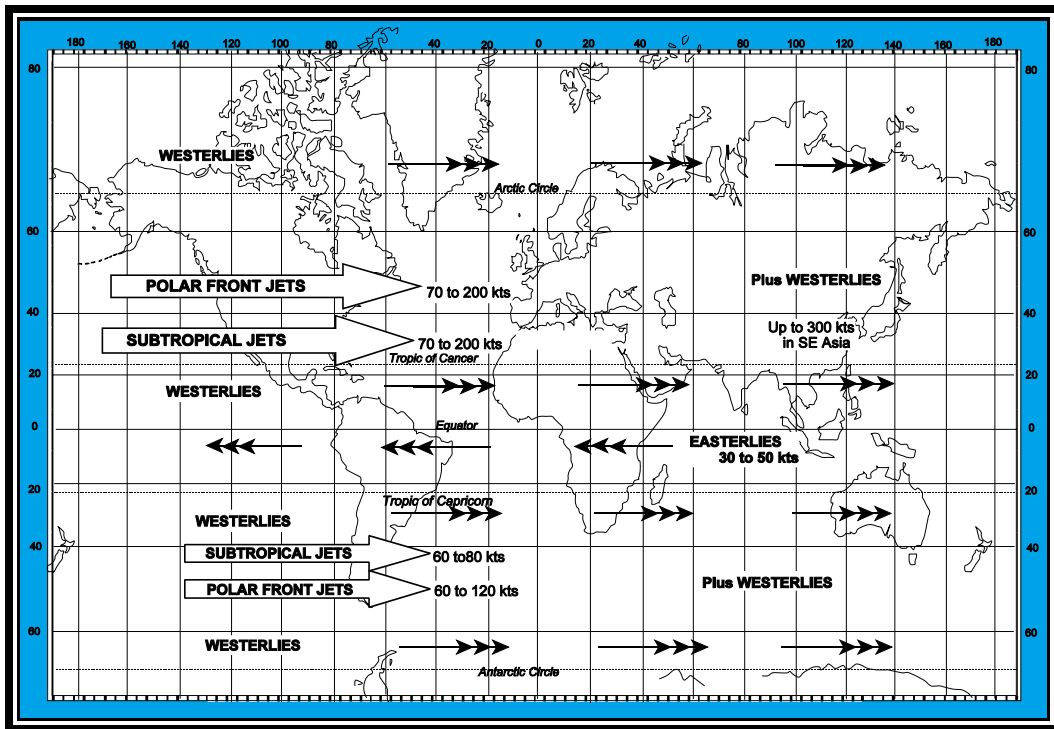 180 160 140 120 100 80 40 20 0 20 40 60 80 100 120 140 160 180
80 80
WESTERLIES
Arctic Circle
60 60
POLAR FRONT JETS 70 to 200 kts
Plus WESTERLIES
40 40
SUBTROPICAL JETS 70 to 200 kts
Up to 300 kts
in SE Asia
Tropic of Cancer
20 20
WESTERLIES
0 Equator 0
EASTERLIES
30 to 50 kts
20 20
Tropic of Capricorn
WESTERLIES
40 40
SUBTROPICAL JETS 60 to80 kts
POLAR FRONT JETS 60 to 120 kts
Plus WESTERLIES
60 60
WESTERLIES
Antarctic Circle